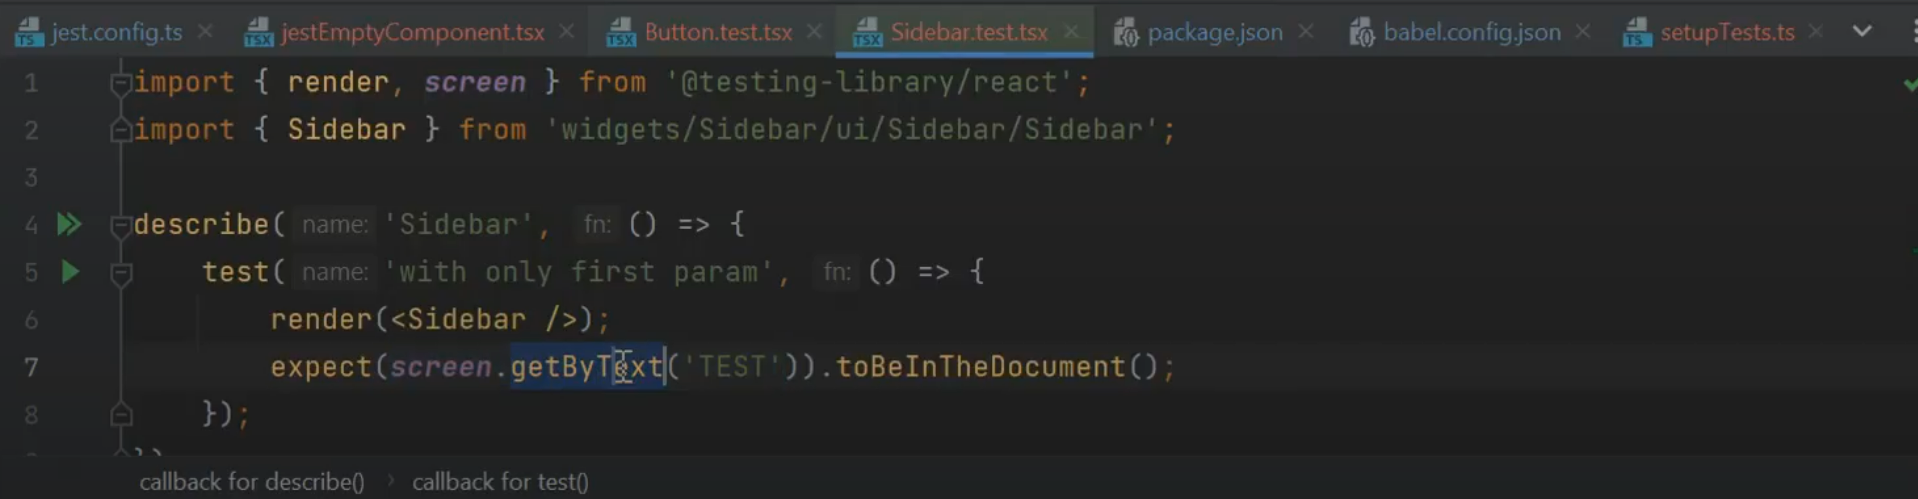 jest.config.ts jestEmptyComponent.tsx Button.test.tsx Sidebar.test.tsx package.json babel.config.json setupTests.ts
1 import { render, screen } from '@testing-library/react';
2 import { Sidebar } from 'widgets/Sidebar/ui/Sidebar/Sidebar';
3
4 describe( name: 'Sidebar', fn: () => {
5 test( name: 'with only first param', fn: () => {
6 render(<Sidebar />);
7 expect(screen.getByText('TEST')).toBeInTheDocument();
8 });
})
callback for describe() › callback for test()